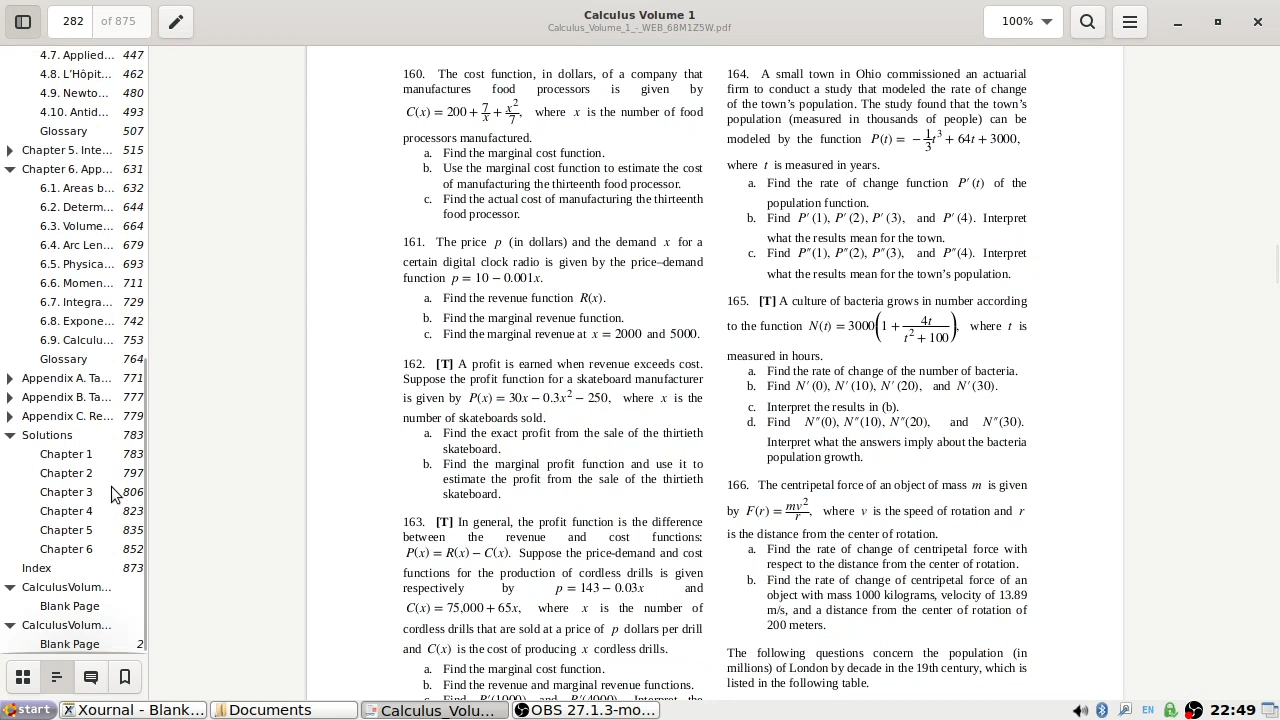 282 of 875
Calculus Volume 1
Calculus_Volume_1_-_WEB_68M1Z5W.pdf
100%
4.7. Applied... 447
4.8. L'Hôpit... 462
4.9. Newto... 480
4.10. Antid... 493
Glossary 507
Chapter 5. Inte... 515
Chapter 6. App... 631
6.1. Areas b... 632
6.2. Determ... 644
6.3. Volume... 664
6.4. Arc Len... 679
6.5. Physica... 693
6.6. Momen... 711
6.7. Integra... 729
6.8. Expone... 742
6.9. Calculu... 753
Glossary 764
Appendix A. Ta... 771
Appendix B. Ta... 777
Appendix C. Re... 779
Solutions 783
Chapter 1 783
Chapter 2 797
Chapter 3 806
Chapter 4 823
Chapter 5 835
Chapter 6 852
Index 873
CalculusVolum...
Blank Page
CalculusVolum...
Blank Page 2
160. The cost function, in dollars, of a company that
manufactures food processors is given by
C(x) = 200 + 7/x + x²/7, where x is the number of food
processors manufactured.
a. Find the marginal cost function.
b. Use the marginal cost function to estimate the cost
of manufacturing the thirteenth food processor.
c. Find the actual cost of manufacturing the thirteenth
food processor.
161. The price p (in dollars) and the demand x for a
certain digital clock radio is given by the price–demand
function p = 10 − 0.001x.
a. Find the revenue function R(x).
b. Find the marginal revenue function.
c. Find the marginal revenue at x = 2000 and 5000.
162. [T] A profit is earned when revenue exceeds cost.
Suppose the profit function for a skateboard manufacturer
is given by P(x) = 30x − 0.3x² − 250, where x is the
number of skateboards sold.
a. Find the exact profit from the sale of the thirtieth
skateboard.
b. Find the marginal profit function and use it to
estimate the profit from the sale of the thirtieth
skateboard.
163. [T] In general, the profit function is the difference
between the revenue and cost functions:
P(x) = R(x) − C(x). Suppose the price-demand and cost
functions for the production of cordless drills is given
respectively by p = 143 − 0.03x and
C(x) = 75,000 + 65x, where x is the number of
cordless drills that are sold at a price of p dollars per drill
and C(x) is the cost of producing x cordless drills.
a. Find the marginal cost function.
b. Find the revenue and marginal revenue functions.
c. Find R′(1000) and R′(4000). Interpret the
164. A small town in Ohio commissioned an actuarial
firm to conduct a study that modeled the rate of change
of the town's population. The study found that the town's
population (measured in thousands of people) can be
modeled by the function P(t) = −1/3t³ + 64t + 3000,
where t is measured in years.
a. Find the rate of change function P′(t) of the
population function.
b. Find P′(1), P′(2), P′(3), and P′(4). Interpret
what the results mean for the town.
c. Find P″(1), P″(2), P″(3), and P″(4). Interpret
what the results mean for the town's population.
165. [T] A culture of bacteria grows in number according
to the function N(t) = 3000(1 + 4t/(t² + 100)), where t is
measured in hours.
a. Find the rate of change of the number of bacteria.
b. Find N′(0), N′(10), N′(20), and N′(30).
c. Interpret the results in (b).
d. Find N″(0), N″(10), N″(20), and N″(30).
Interpret what the answers imply about the bacteria
population growth.
166. The centripetal force of an object of mass m is given
by F(r) = mv²/r, where v is the speed of rotation and r
is the distance from the center of rotation.
a. Find the rate of change of centripetal force with
respect to the distance from the center of rotation.
b. Find the rate of change of centripetal force of an
object with mass 1000 kilograms, velocity of 13.89
m/s, and a distance from the center of rotation of
200 meters.
The following questions concern the population (in
millions) of London by decade in the 19th century, which is
listed in the following table.
start Xournal - Blank... Documents Calculus_Volu... OBS 27.1.3-mo... EN 22:49